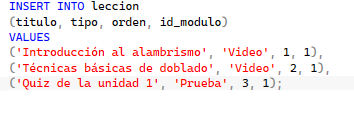 INSERT INTO leccion
(titulo, tipo, orden, id_modulo)
VALUES
('Introducción al alambrismo', 'Video', 1, 1),
('Técnicas básicas de doblado', 'Video', 2, 1),
('Quiz de la unidad 1', 'Prueba', 3, 1);